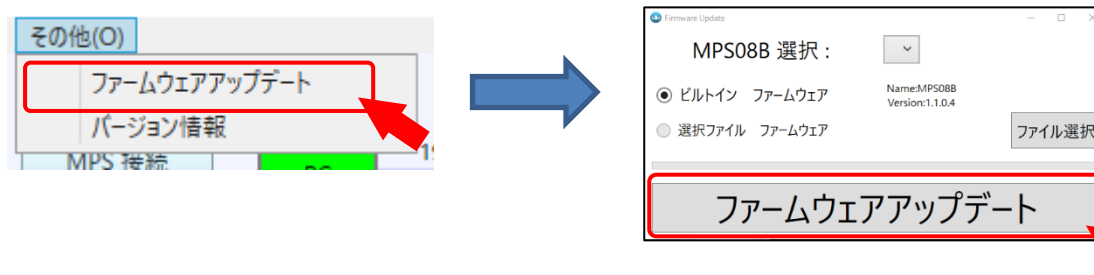 その他(O)
ファームウェアアップデート
バージョン情報
MPS 接続
Firmware Update
MPS08B 選択 :
ビルトイン ファームウェア
Name:MPS08B
Version:1.1.0.4
選択ファイル ファームウェア
ファイル選択
ファームウェアアップデート